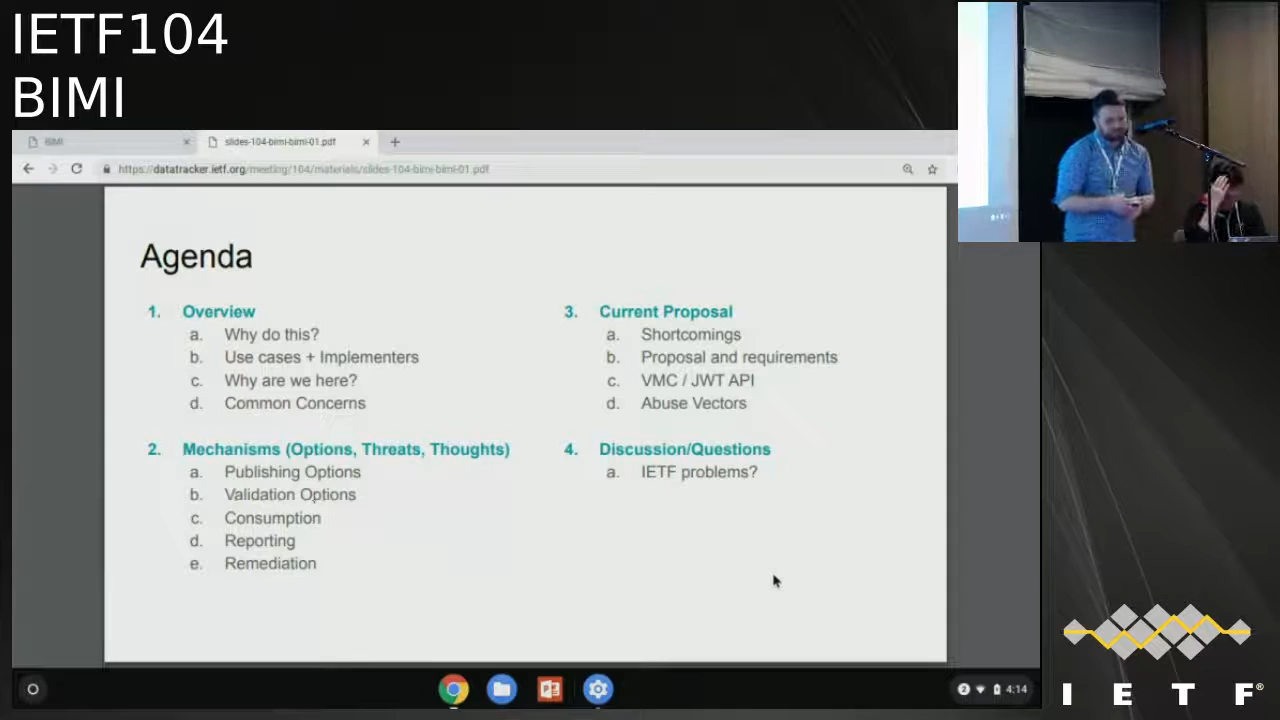 IETF104
BIMI
BIMI
slides-104-bimi-bimi-01.pdf
https://datatracker.ietf.org/meeting/104/materials/slides-104-bimi-bimi-01.pdf
Agenda
1. Overview
a. Why do this?
b. Use cases + Implementers
c. Why are we here?
d. Common Concerns
2. Mechanisms (Options, Threats, Thoughts)
a. Publishing Options
b. Validation Options
c. Consumption
d. Reporting
e. Remediation
3. Current Proposal
a. Shortcomings
b. Proposal and requirements
c. VMC / JWT API
d. Abuse Vectors
4. Discussion/Questions
a. IETF problems?
2 4:14
I E T F®